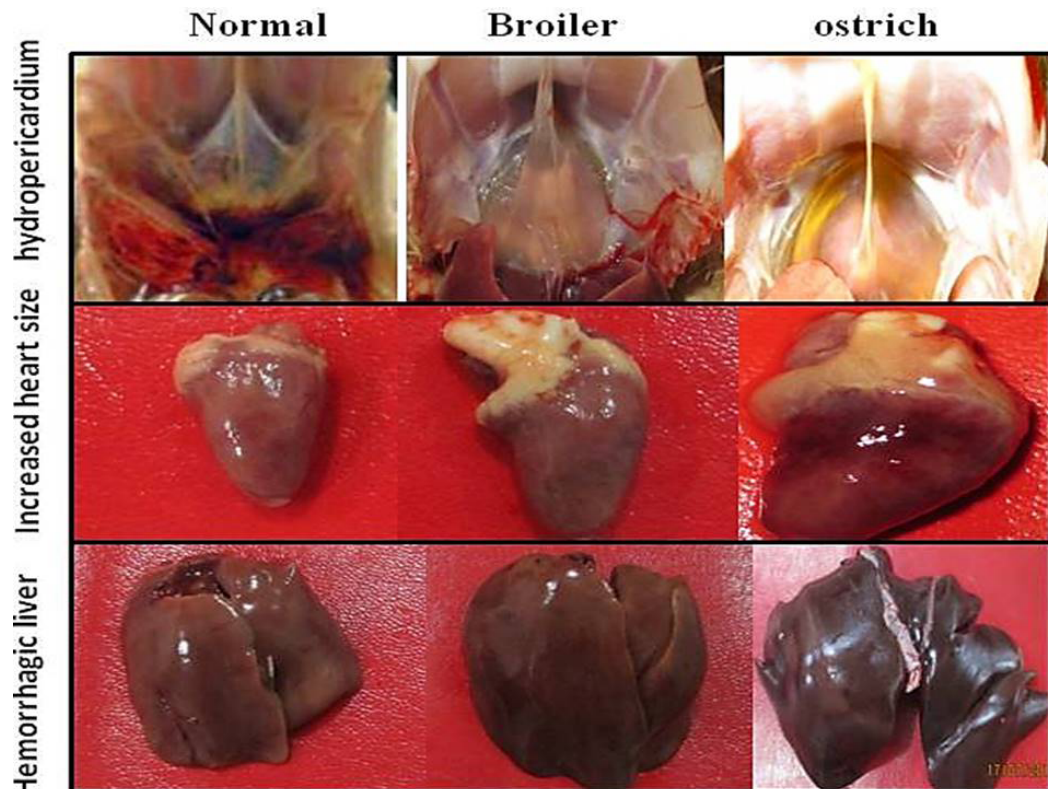 Normal
Broiler
ostrich
hydropericardium
Increased heart size
Hemorrhagic liver